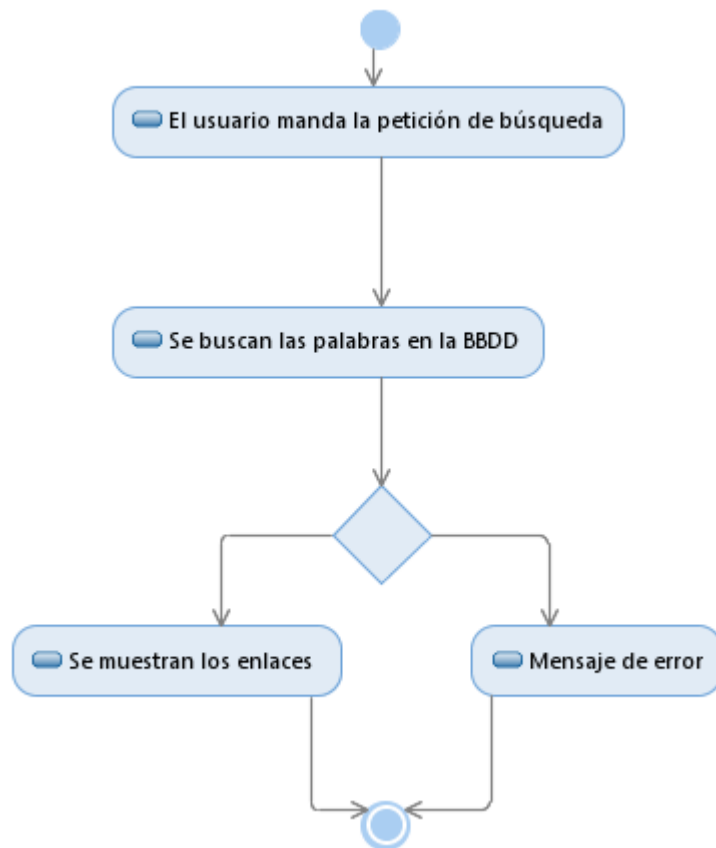 El usuario manda la petición de búsqueda
Se buscan las palabras en la BBDD
Se muestran los enlaces
Mensaje de error